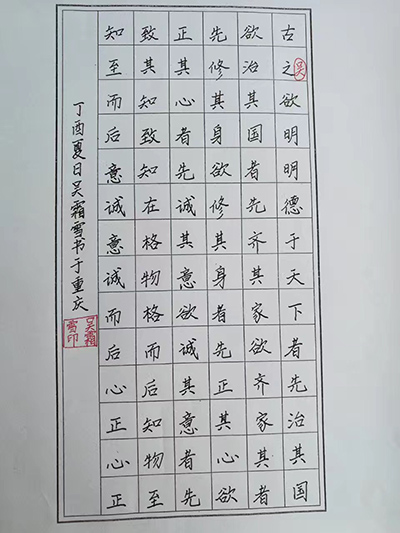 古之欲明明德于天下者先治其国
欲治其国者先齐其家欲齐家其者
先修其身欲修其身者先正其心欲
正其心者先诚其意欲诚其意者先
致其知致知在格物格而后知物至
知至而后意诚意诚而后心正心正
丁酉夏日吴霜雪书于重庆
吴
吴霜
雪印